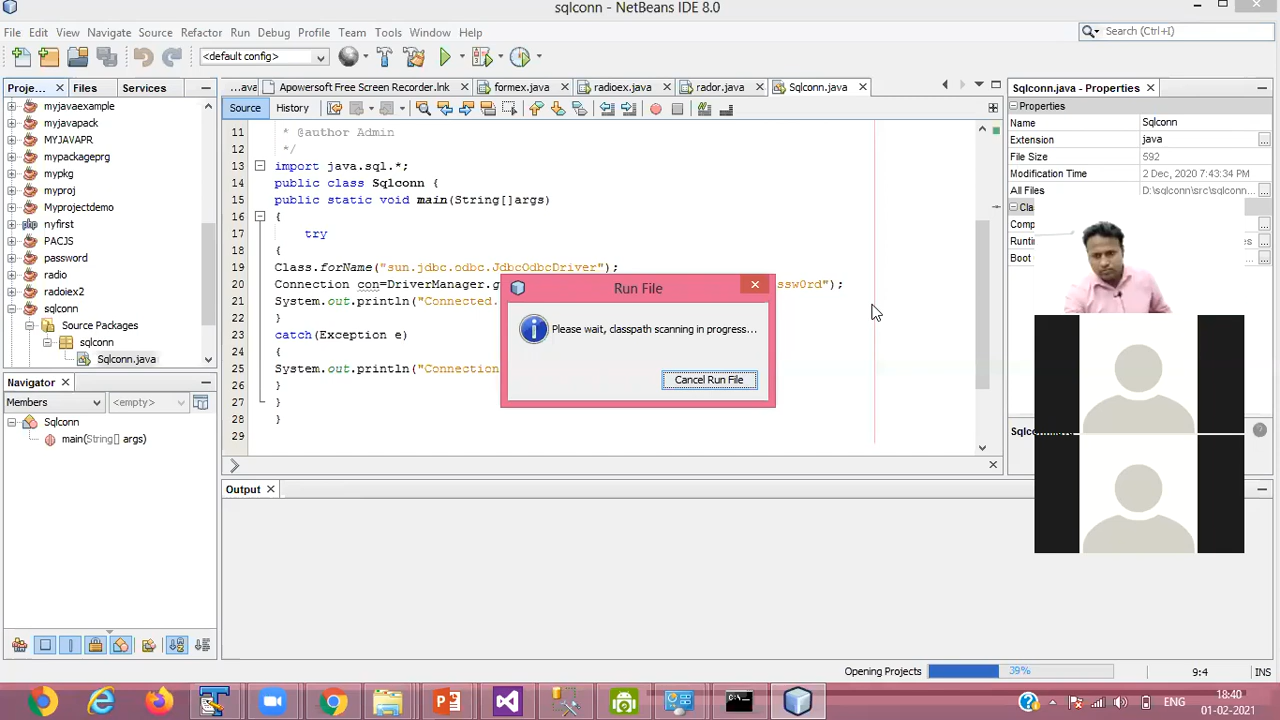 sqlconn - NetBeans IDE 8.0
File Edit View Navigate Source Refactor Run Debug Profile Team Tools Window Help
Search (Ctrl+I)
<default config>
Proje... Files Services
...ava Apowersoft Free Screen Recorder.lnk formex.java radioex.java rador.java Sqlconn.java
Sqlconn.java - Properties
Source History
myjavaexample
myjavapack
MYJAVAPR
mypackageprg
mypkg
myproj
Myprojectdemo
nyfirst
PACJS
password
radio
radoiex2
sqlconn
Source Packages
sqlconn
Sqlconn.java
11 * @author Admin
12 */
13 import java.sql.*;
14 public class Sqlconn {
15 public static void main(String[]args)
16 {
17 try
18 {
19 Class.forName("sun.jdbc.odbc.JdbcOdbcDriver");
20 Connection con=DriverManager.g ssw0rd");
21 System.out.println("Connected.
22 }
23 catch(Exception e)
24 {
25 System.out.println("Connection
26 }
27 }
28 }
29
Run File
Please wait, classpath scanning in progress...
Cancel Run File
Properties
Name Sqlconn
Extension java
File Size 592
Modification Time 2 Dec, 2020 7:43:34 PM
All Files D:\sqlconn\src\sqlconn...
Cla
Comp
Runti
Boot
Navigator
Members <empty>
Sqlconn
main(String[] args)
Output
Opening Projects 39% 9:4 INS
ENG
18:40
01-02-2021